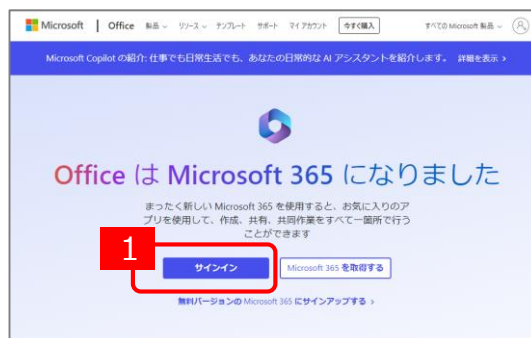 Microsoft | Office 製品 リソース テンプレート サポート マイ アカウント 今すぐ購入 すべての Microsoft 製品
Microsoft Copilot の紹介: 仕事でも日常生活でも、あなたの日常的な AI アシスタントを紹介します。 詳細を表示 >
Office は Microsoft 365 になりました
まったく新しい Microsoft 365 を使用すると、お気に入りのア
プリを使用して、作成、共有、共同作業をすべて一箇所で行う
ことができます
1
サインイン Microsoft 365 を取得する
無料バージョンの Microsoft 365 にサインアップする >